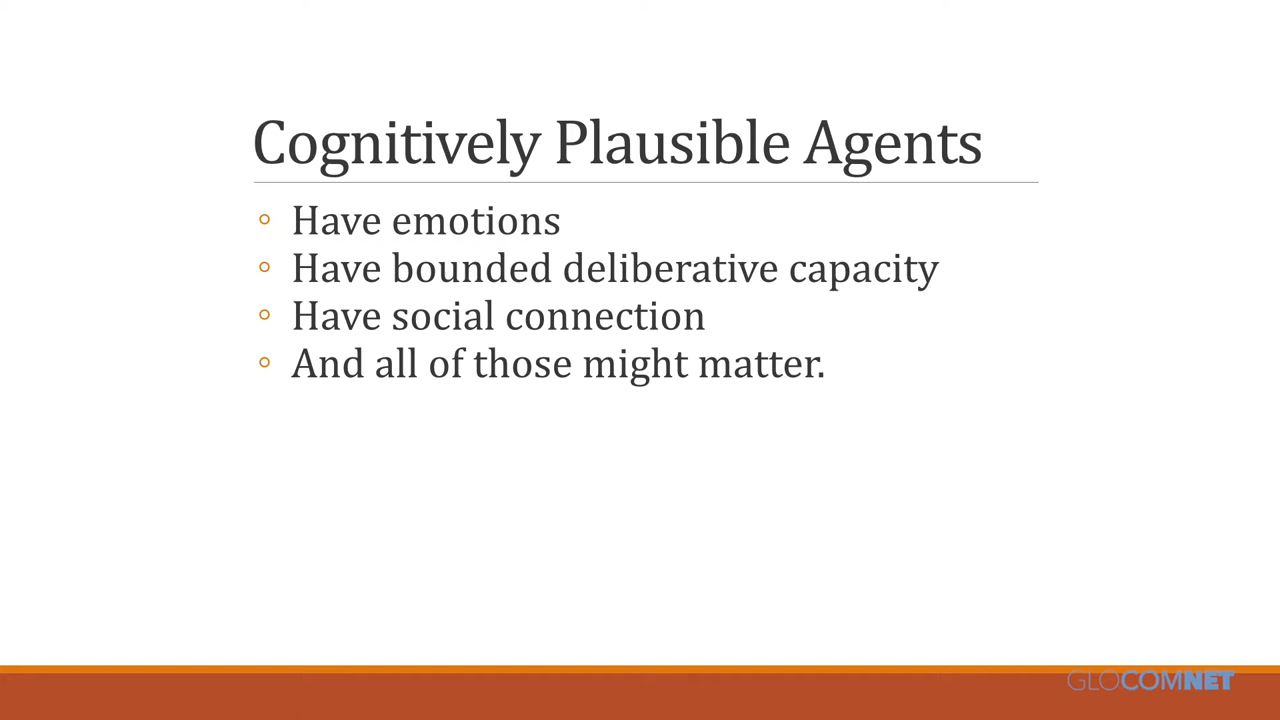 Cognitively Plausible Agents
◦ Have emotions
◦ Have bounded deliberative capacity
◦ Have social connection
◦ And all of those might matter.
GLOCOMNET